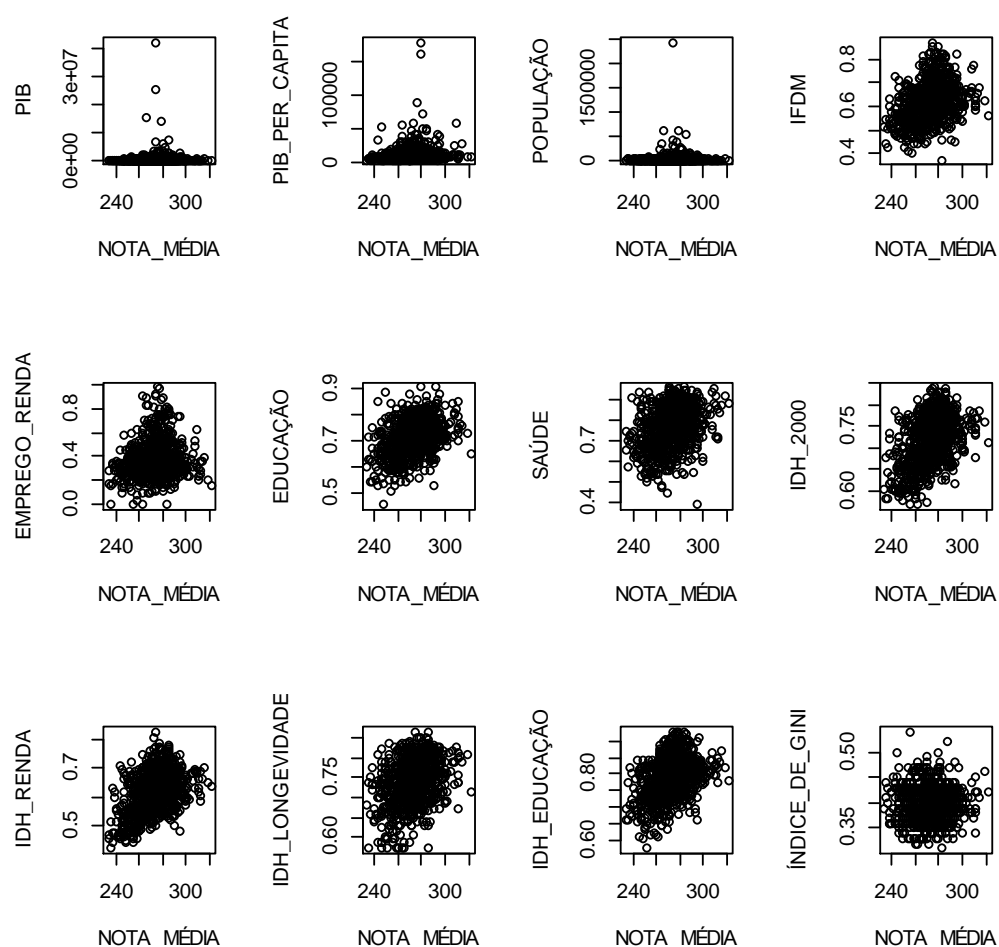 PIB
0e+00 3e+07
240 300
NOTA_MÉDIA
PIB_PER_CAPITA
0 100000
240 300
NOTA_MÉDIA
POPULAÇÃO
0 150000
240 300
NOTA_MÉDIA
IFDM
0.4 0.6 0.8
240 300
NOTA_MÉDIA
EMPREGO_RENDA
0.0 0.4 0.8
240 300
NOTA_MÉDIA
EDUCAÇÃO
0.5 0.7 0.9
240 300
NOTA_MÉDIA
SAÚDE
0.4 0.7
240 300
NOTA_MÉDIA
IDH_2000
0.60 0.75
240 300
NOTA_MÉDIA
IDH_RENDA
0.5 0.7
240 300
NOTA_MÉDIA
IDH_LONGEVIDADE
0.60 0.75
240 300
NOTA_MÉDIA
IDH_EDUCAÇÃO
0.60 0.80
240 300
NOTA_MÉDIA
ÍNDICE_DE_GINI
0.35 0.50
240 300
NOTA_MÉDIA